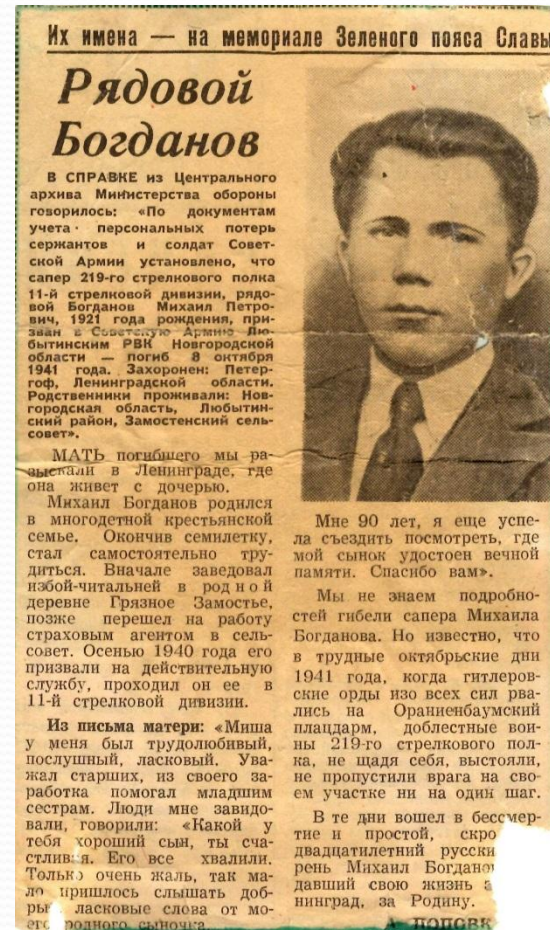 Их имена — на мемориале Зеленого пояса Славы
Рядовой
Богданов
В СПРАВКЕ из Центрального
архива Министерства обороны
говорилось: «По документам
учета персональных потерь
сержантов и солдат Совет-
ской Армии установлено, что
сапер 219-го стрелкового полка
11-й стрелковой дивизии, рядо-
вой Богданов Михаил Петро-
вич, 1921 года рождения, при-
зван в Советскую Армию Лю-
бытинским РВК Новгородской
области — погиб 8 октября
1941 года. Захоронен: Петер-
гоф, Ленинградской области.
Родственники проживали: Нов-
городская область, Любытин-
ский район, Замостенский сель-
совет».
МАТЬ погибшего мы ра-
зыскали в Ленинграде, где
она живет с дочерью.
Михаил Богданов родился
в многодетной крестьянской
семье. Окончив семилетку,
стал самостоятельно тру-
диться. Вначале заведовал
избой-читальней в родной
деревне Грязное Замостье,
позже перешел на работу
страховым агентом в сель-
совет. Осенью 1940 года его
призвали на действительную
службу, проходил он ее в
11-й стрелковой дивизии.
Из письма матери: «Миша
у меня был трудолюбивый,
послушный, ласковый. Ува-
жал старших, из своего за-
работка помогал младшим
сестрам. Люди мне завидо-
вали, говорили: «Какой у
тебя хороший сын, ты сча-
стливая. Его все хвалили.
Только очень жаль, так ма-
ло пришлось слышать доб-
рые ласковые слова от мо-
его родного сыночка
Мне 90 лет, я еще успе-
ла съездить посмотреть, где
мой сынок удостоен вечной
памяти. Спасибо вам».
Мы не знаем подробно-
стей гибели сапера Михаила
Богданова. Но известно, что
в трудные октябрьские дни
1941 года, когда гитлеров-
ские орды изо всех сил рва-
лись на Ораниенбаумский
плацдарм, доблестные вои-
ны 219-го стрелкового пол-
ка, не щадя себя, выстояли,
не пропустили врага на сво-
ем участке ни на один шаг.
В те дни вошел в бессмер-
тие и простой, скро
двадцатилетний русски
рень Михаил Богданов
давший свою жизнь з
нинград, за Родину.